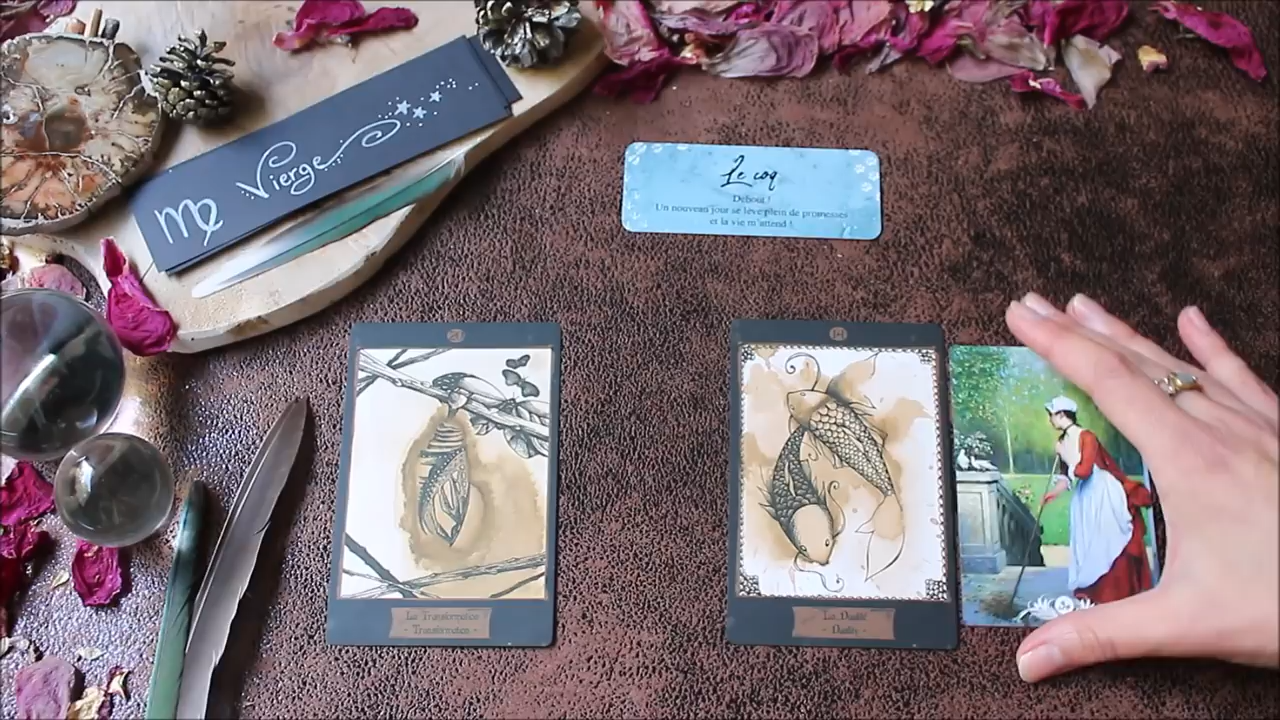 Vierge
Le coq
Debout !
Un nouveau jour se lève plein de promesses
et la vie m'attend !
La Transformation
- Transformation -
La Dualité
- Duality -